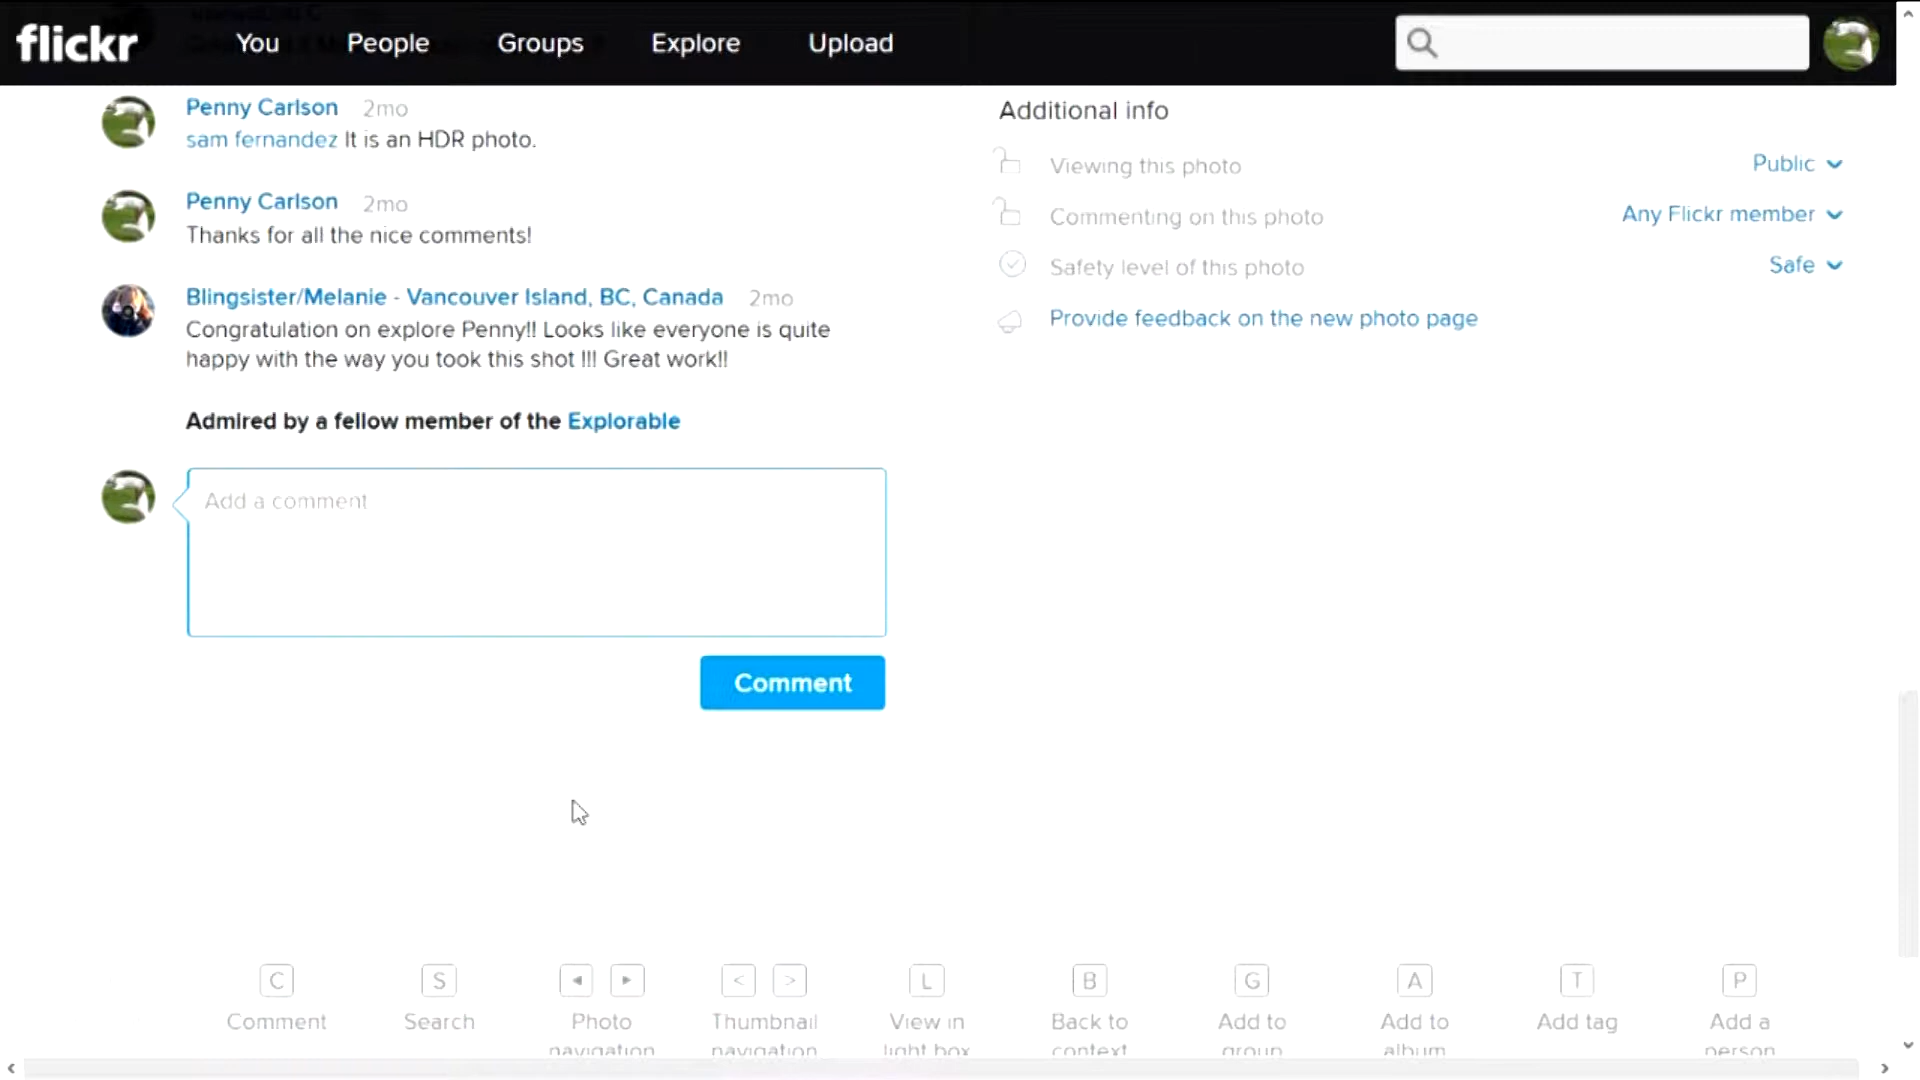 flickr
You People Groups Explore Upload
Penny Carlson 2mo
sam fernandez It is an HDR photo.
Penny Carlson 2mo
Thanks for all the nice comments!
Blingsister/Melanie - Vancouver Island, BC, Canada 2mo
Congratulation on explore Penny!! Looks like everyone is quite
happy with the way you took this shot !!! Great work!!
Admired by a fellow member of the Explorable
Add a comment
Comment
Additional info
Viewing this photo Public
Commenting on this photo Any Flickr member
Safety level of this photo Safe
Provide feedback on the new photo page
C S < > L B G A T P
Comment Search Photo Thumbnail View in Back to Add to Add to Add tag Add a
navigation navigation light box context group album person